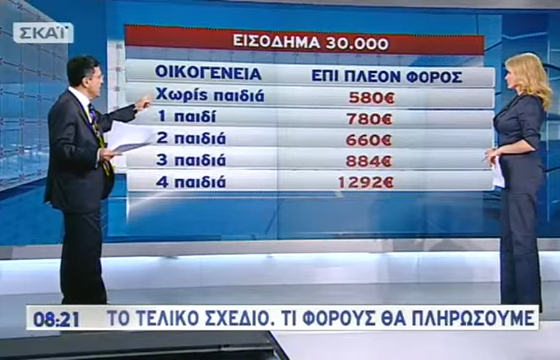 ΣΚΑΪ
ΕΙΣΟΔΗΜΑ 30.000
ΟΙΚΟΓΕΝΕΙΑ ΕΠΙ ΠΛΕΟΝ ΦΟΡΟΣ
Χωρίς παιδιά 580€
1 παιδί 780€
2 παιδιά 660€
3 παιδιά 884€
4 παιδιά 1292€
08:21 ΤΟ ΤΕΛΙΚΟ ΣΧΕΔΙΟ. ΤΙ ΦΟΡΟΥΣ ΘΑ ΠΛΗΡΩΣΟΥΜΕ